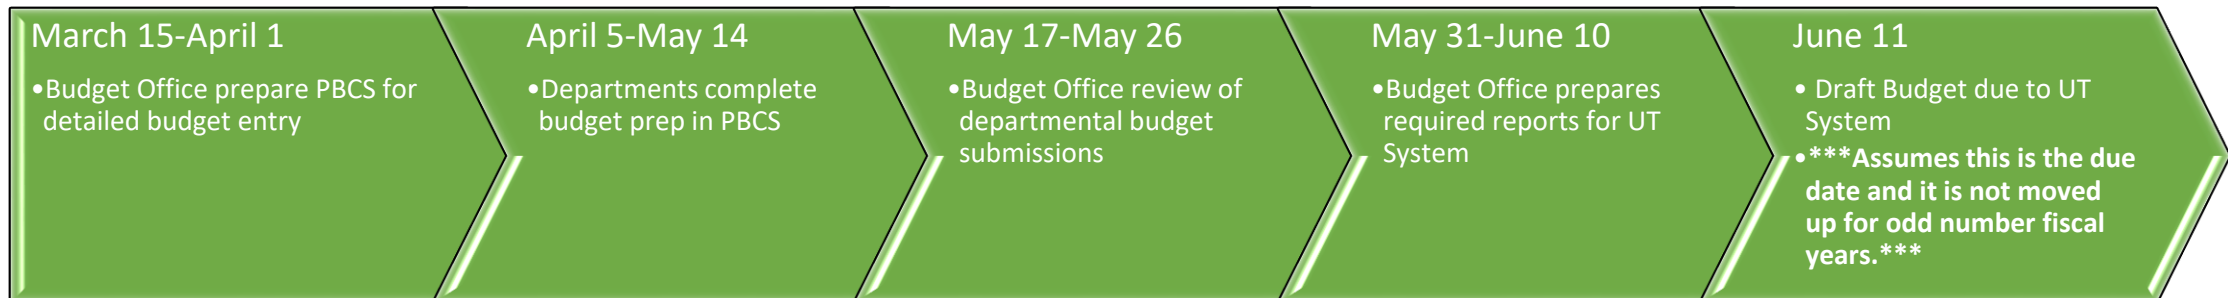 March 15-April 1
•Budget Office prepare PBCS for
detailed budget entry
April 5-May 14
•Departments complete
budget prep in PBCS
May 17-May 26
•Budget Office review of
departmental budget
submissions
May 31-June 10
•Budget Office prepares
required reports for UT
System
June 11
• Draft Budget due to UT
System
•***Assumes this is the due
date and it is not moved
up for odd number fiscal
years.***